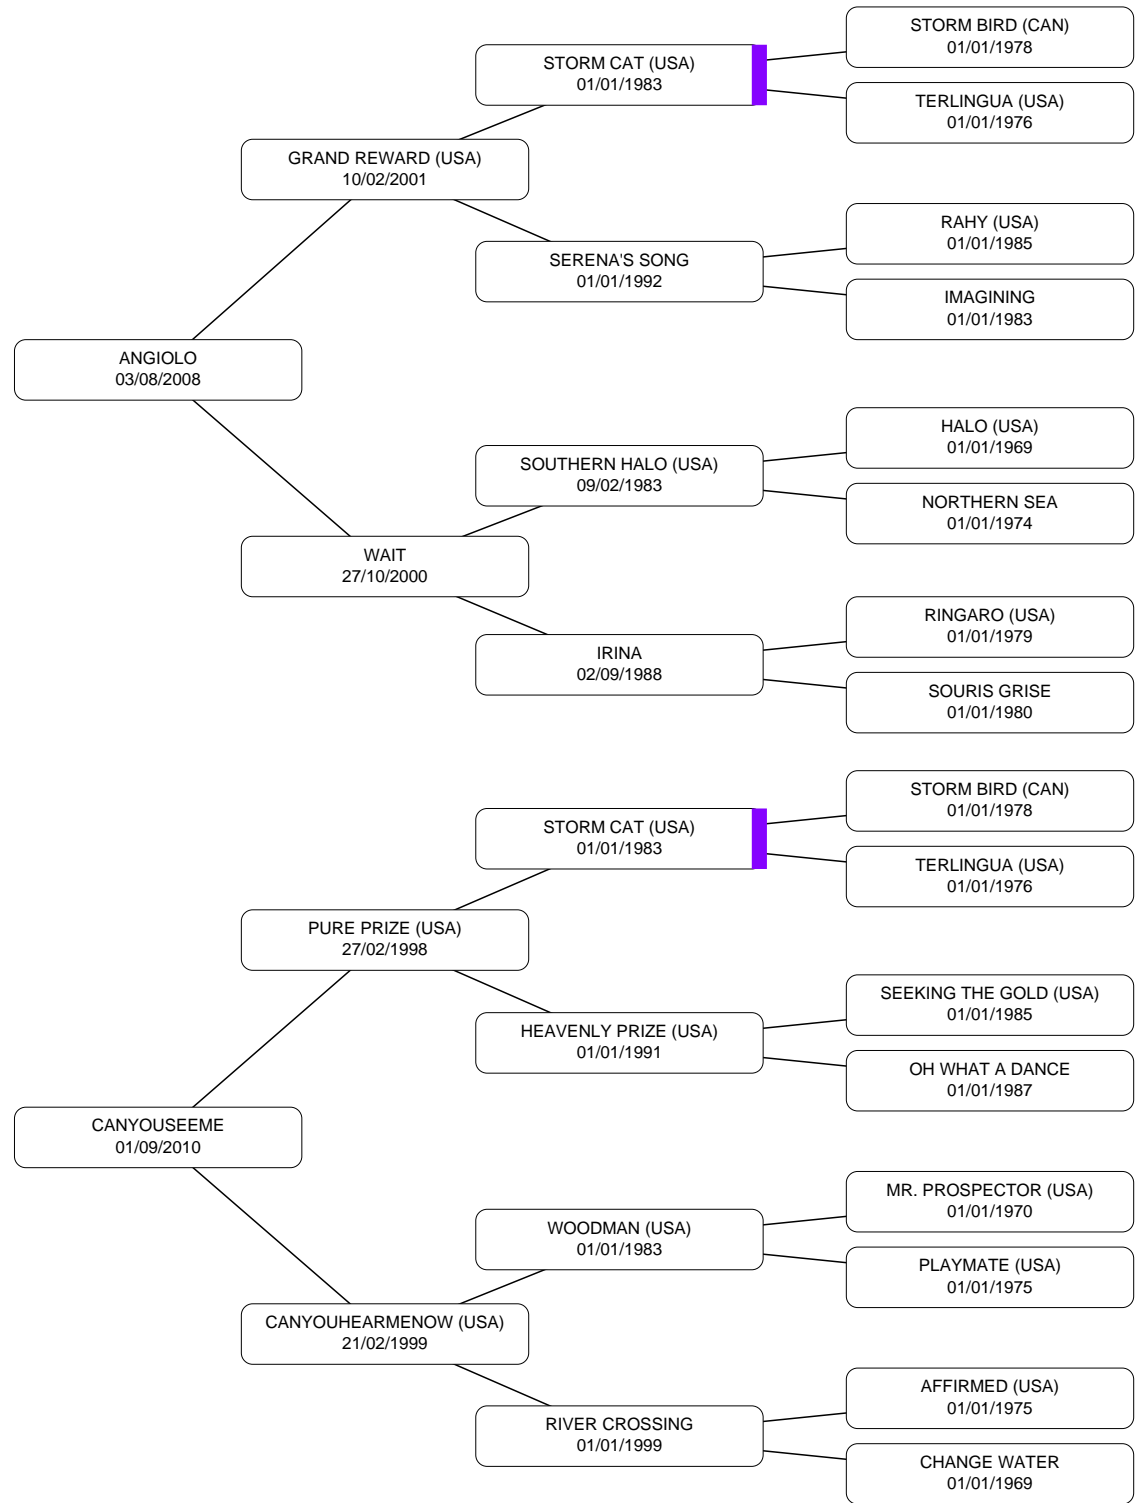 STORM BIRD (CAN)
01/01/1978
STORM CAT (USA)
01/01/1983
TERLINGUA (USA)
01/01/1976
GRAND REWARD (USA)
10/02/2001
RAHY (USA)
01/01/1985
SERENA'S SONG
01/01/1992
IMAGINING
01/01/1983
ANGIOLO
03/08/2008
HALO (USA)
01/01/1969
SOUTHERN HALO (USA)
09/02/1983
NORTHERN SEA
01/01/1974
WAIT
27/10/2000
RINGARO (USA)
01/01/1979
IRINA
02/09/1988
SOURIS GRISE
01/01/1980
STORM BIRD (CAN)
01/01/1978
STORM CAT (USA)
01/01/1983
TERLINGUA (USA)
01/01/1976
PURE PRIZE (USA)
27/02/1998
SEEKING THE GOLD (USA)
01/01/1985
HEAVENLY PRIZE (USA)
01/01/1991
OH WHAT A DANCE
01/01/1987
CANYOUSEEME
01/09/2010
MR. PROSPECTOR (USA)
01/01/1970
WOODMAN (USA)
01/01/1983
PLAYMATE (USA)
01/01/1975
CANYOUHEARMENOW (USA)
21/02/1999
AFFIRMED (USA)
01/01/1975
RIVER CROSSING
01/01/1999
CHANGE WATER
01/01/1969